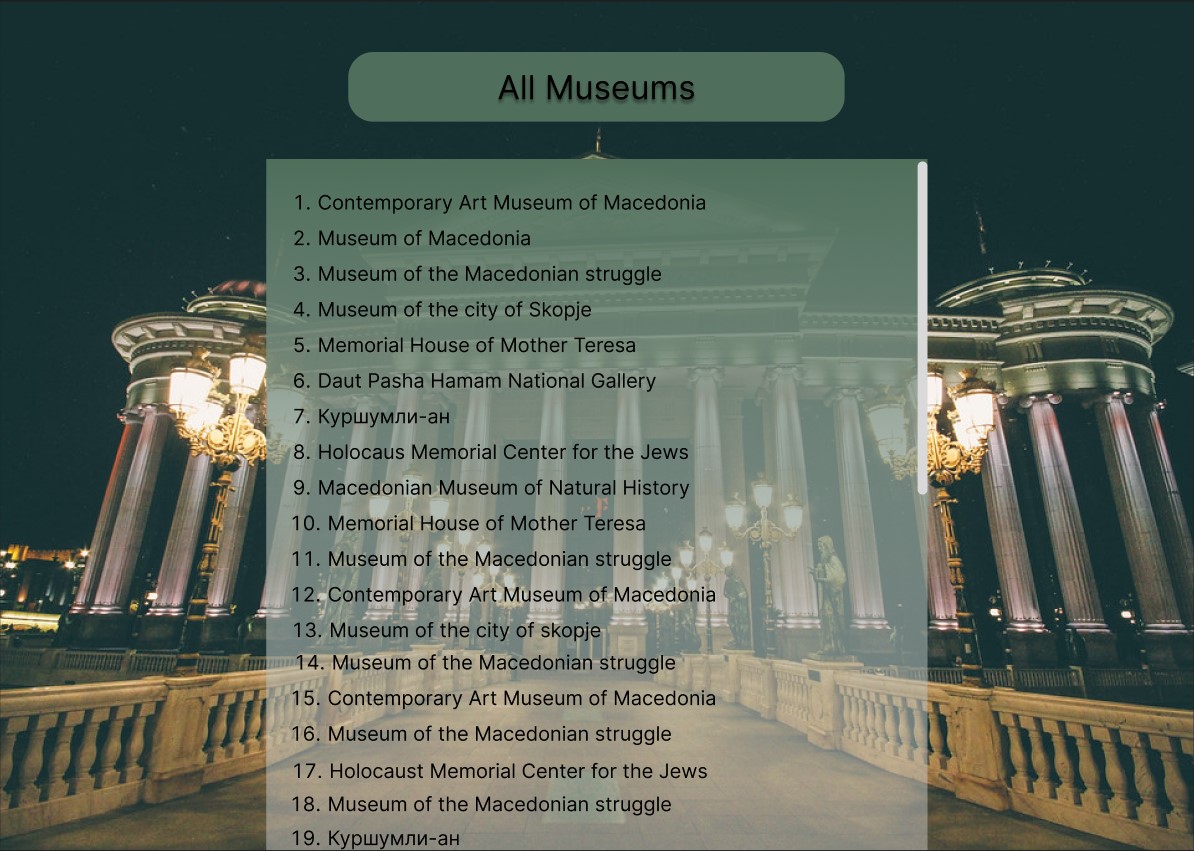 All Museums
1. Contemporary Art Museum of Macedonia
2. Museum of Macedonia
3. Museum of the Macedonian struggle
4. Museum of the city of Skopje
5. Memorial House of Mother Teresa
6. Daut Pasha Hamam National Gallery
7. Куршумли-ан
8. Holocaus Memorial Center for the Jews
9. Macedonian Museum of Natural History
10. Memorial House of Mother Teresa
11. Museum of the Macedonian struggle
12. Contemporary Art Museum of Macedonia
13. Museum of the city of skopje
14. Museum of the Macedonian struggle
15. Contemporary Art Museum of Macedonia
16. Museum of the Macedonian struggle
17. Holocaust Memorial Center for the Jews
18. Museum of the Macedonian struggle
19. Куршумли-ан